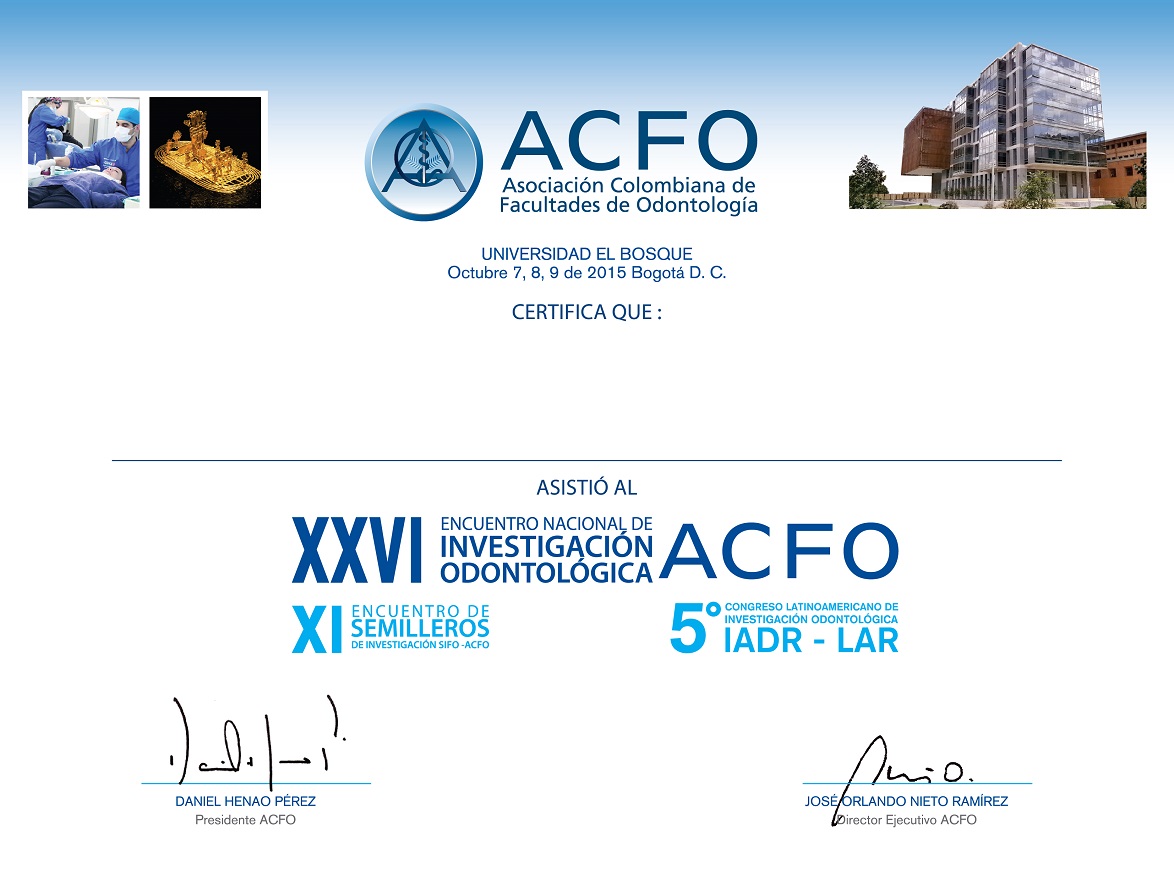 ACFO
Asociación Colombiana de
Facultades de Odontología
UNIVERSIDAD EL BOSQUE
Octubre 7, 8, 9 de 2015 Bogotá D. C.
CERTIFICA QUE :
ASISTIÓ AL
XXVI
ENCUENTRO NACIONAL DE
INVESTIGACIÓN
ODONTOLÓGICA
ACFO
XI
ENCUENTRO DE
SEMILLEROS
DE INVESTIGACIÓN SIFO -ACFO
5°
CONGRESO LATINOAMERICANO DE
INVESTIGACIÓN ODONTOLÓGICA
IADR - LAR
DANIEL HENAO PÉREZ
Presidente ACFO
JOSÉ ORLANDO NIETO RAMÍREZ
Director Ejecutivo ACFO